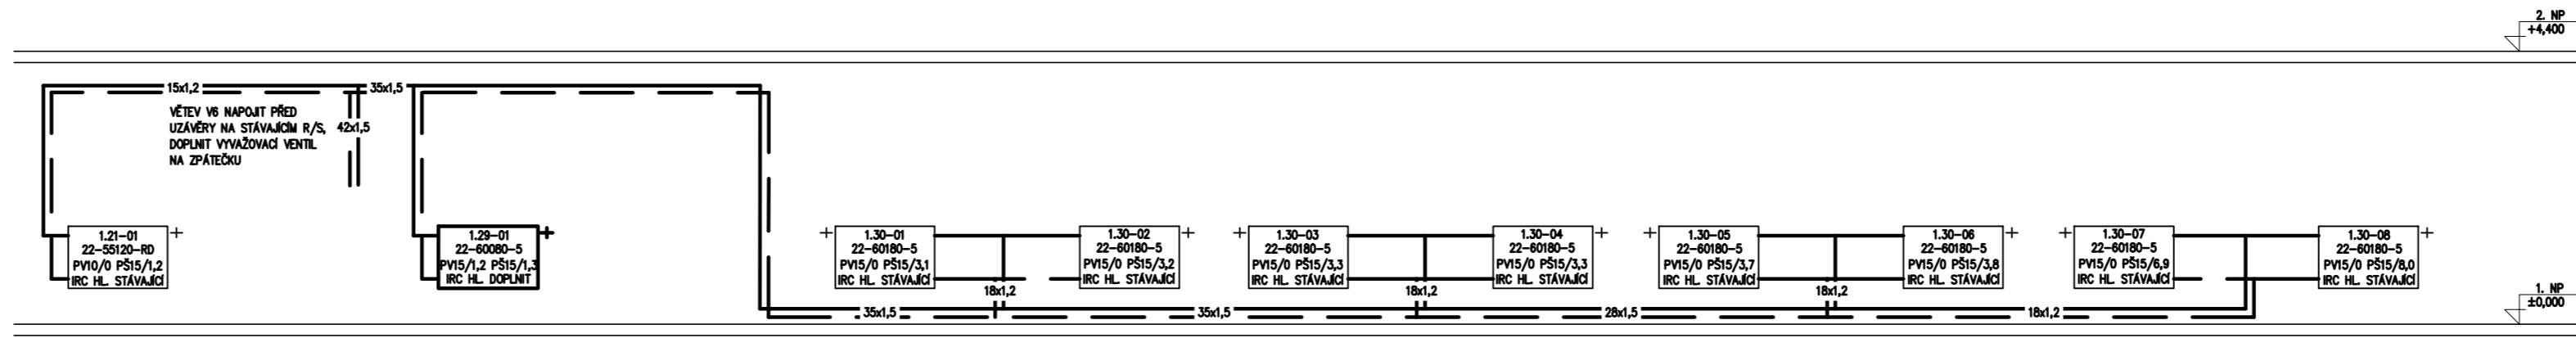 2. NP
+4,400
15x1,2
35x1,5
VĚTEV V6 NAPOJIT PŘED
UZÁVĚRY NA STÁVAJÍCÍM R/S,
DOPLNIT VYVAŽOVACÍ VENTIL
NA ZPÁTEČKU
42x1,5
1.21-01
22-55120-RD
PV10/0 PŠ15/1,2
IRC HL. STÁVAJÍCÍ
1.29-01
22-60080-5
PV15/1,2 PŠ15/1,3
IRC HL. DOPLNIT
1.30-01
22-60180-5
PV15/0 PŠ15/3,1
IRC HL. STÁVAJÍCÍ
1.30-02
22-60180-5
PV15/0 PŠ15/3,2
IRC HL. STÁVAJÍCÍ
1.30-03
22-60180-5
PV15/0 PŠ15/3,3
IRC HL. STÁVAJÍCÍ
1.30-04
22-60180-5
PV15/0 PŠ15/3,3
IRC HL. STÁVAJÍCÍ
1.30-05
22-60180-5
PV15/0 PŠ15/3,7
IRC HL. STÁVAJÍCÍ
1.30-06
22-60180-5
PV15/0 PŠ15/3,8
IRC HL. STÁVAJÍCÍ
1.30-07
22-60180-5
PV15/0 PŠ15/6,9
IRC HL. STÁVAJÍCÍ
1.30-08
22-60180-5
PV15/0 PŠ15/8,0
IRC HL. STÁVAJÍCÍ
18x1,2
18x1,2
18x1,2
35x1,5
35x1,5
28x1,5
18x1,2
1. NP
±0,000